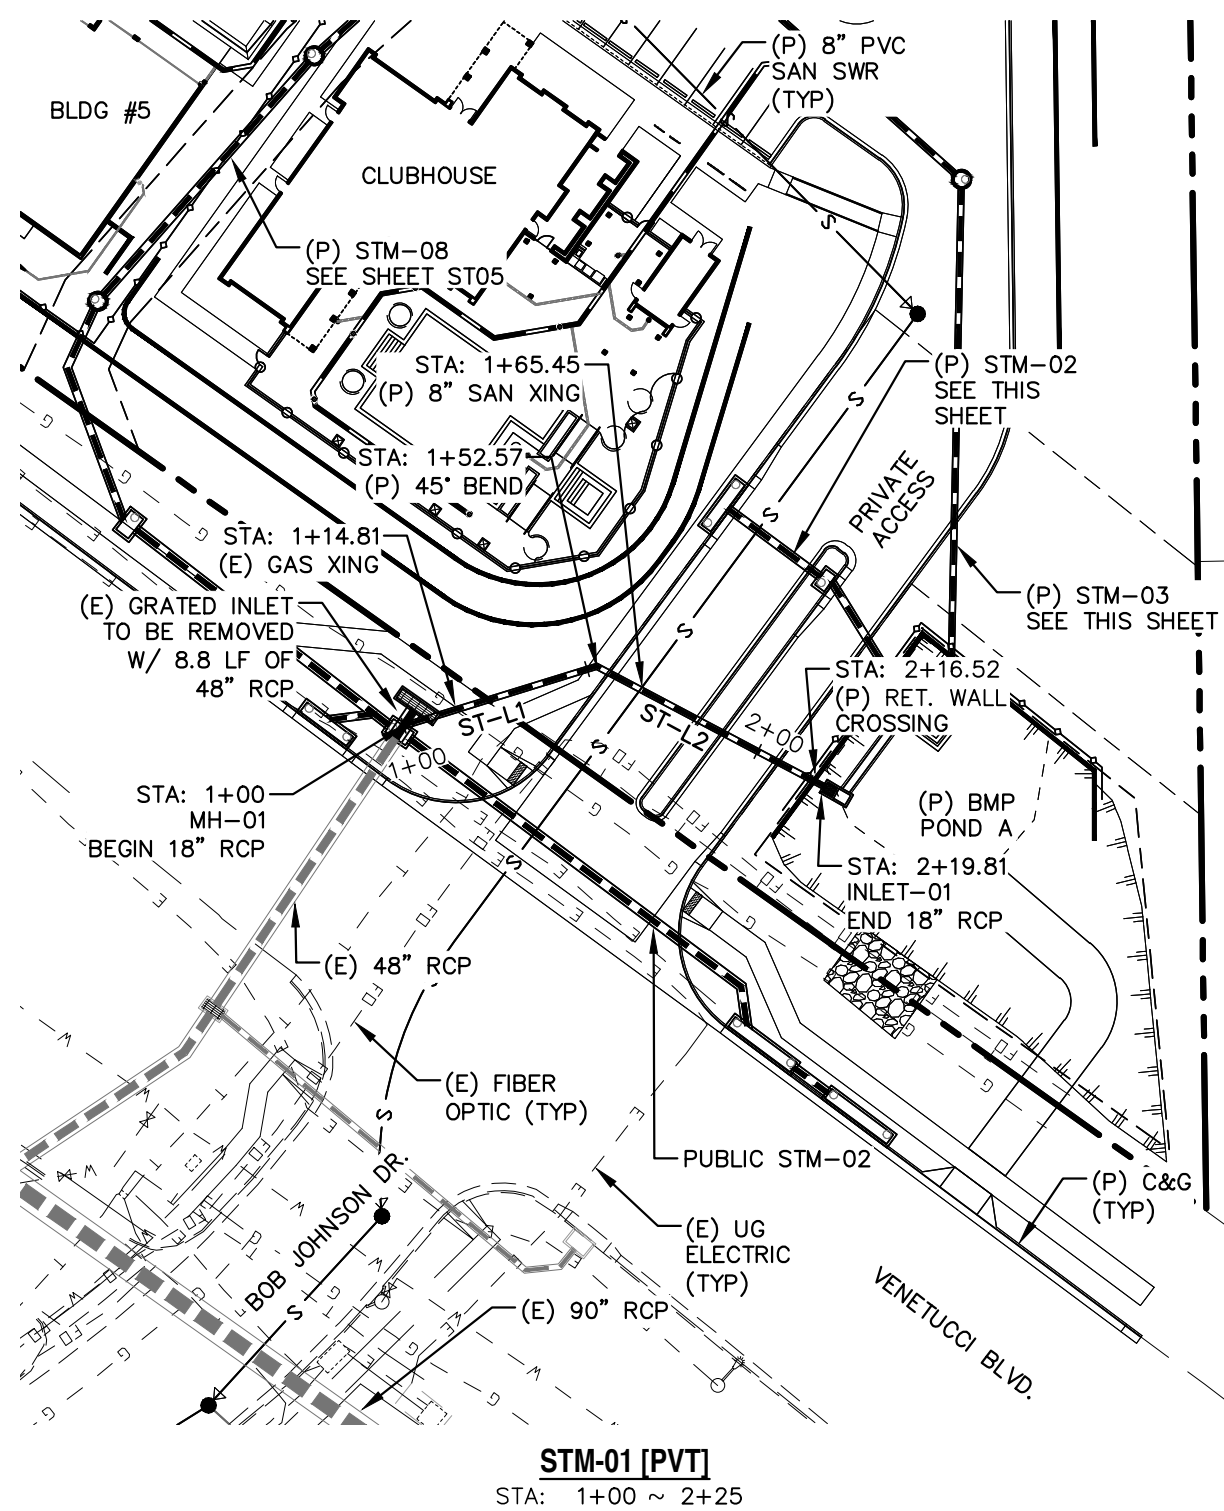 (P) 8" PVC
SAN SWR
(TYP)
BLDG #5
CLUBHOUSE
(P) STM-08
SEE SHEET ST05
STA: 1+65.45
(P) 8" SAN XING
(P) STM-02
SEE THIS
SHEET
STA: 1+52.57
(P) 45° BEND
PRIVATE
ACCESS
STA: 1+14.81
(E) GAS XING
(E) GRATED INLET
TO BE REMOVED
W/ 8.8 LF OF
48" RCP
(P) STM-03
SEE THIS SHEET
STA: 2+16.52
(P) RET. WALL
CROSSING
ST-L1
ST-L2
2+00
1+00
STA: 1+00
MH-01
BEGIN 18" RCP
(P) BMP
POND A
STA: 2+19.81
INLET-01
END 18" RCP
(E) 48" RCP
(E) FIBER
OPTIC (TYP)
PUBLIC STM-02
(P) C&G
(TYP)
(E) UG
ELECTRIC
(TYP)
BOB JOHNSON DR.
(E) 90" RCP
VENETUCCI BLVD.
STM-01 [PVT]
STA: 1+00 ~ 2+25